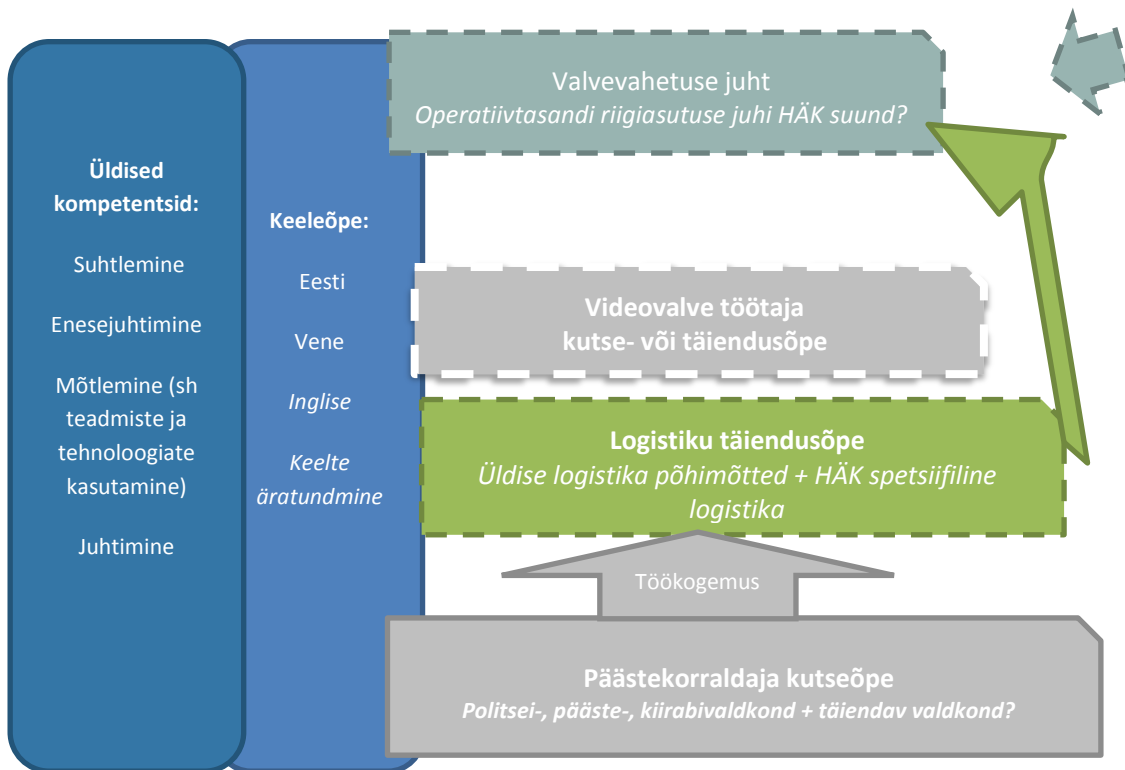 Üldised
kompetentsid:
Suhtlemine
Enesejuhtimine
Mõtlemine (sh
teadmiste ja
tehnoloogiate
kasutamine)
Juhtimine
Keeleõpe:
Eesti
Vene
Inglise
Keelte
äratundmine
Valvevahetuse juht
Operatiivtasandi riigiasutuse juhi HÄK suund?
Videovalve töötaja
kutse- või täiendusõpe
Logistiku täiendusõpe
Üldise logistika põhimõtted + HÄK spetsiifiline
logistika
Töökogemus
Päästekorraldaja kutseõpe
Politsei-, pääste-, kiirabivaldkond + täiendav valdkond?